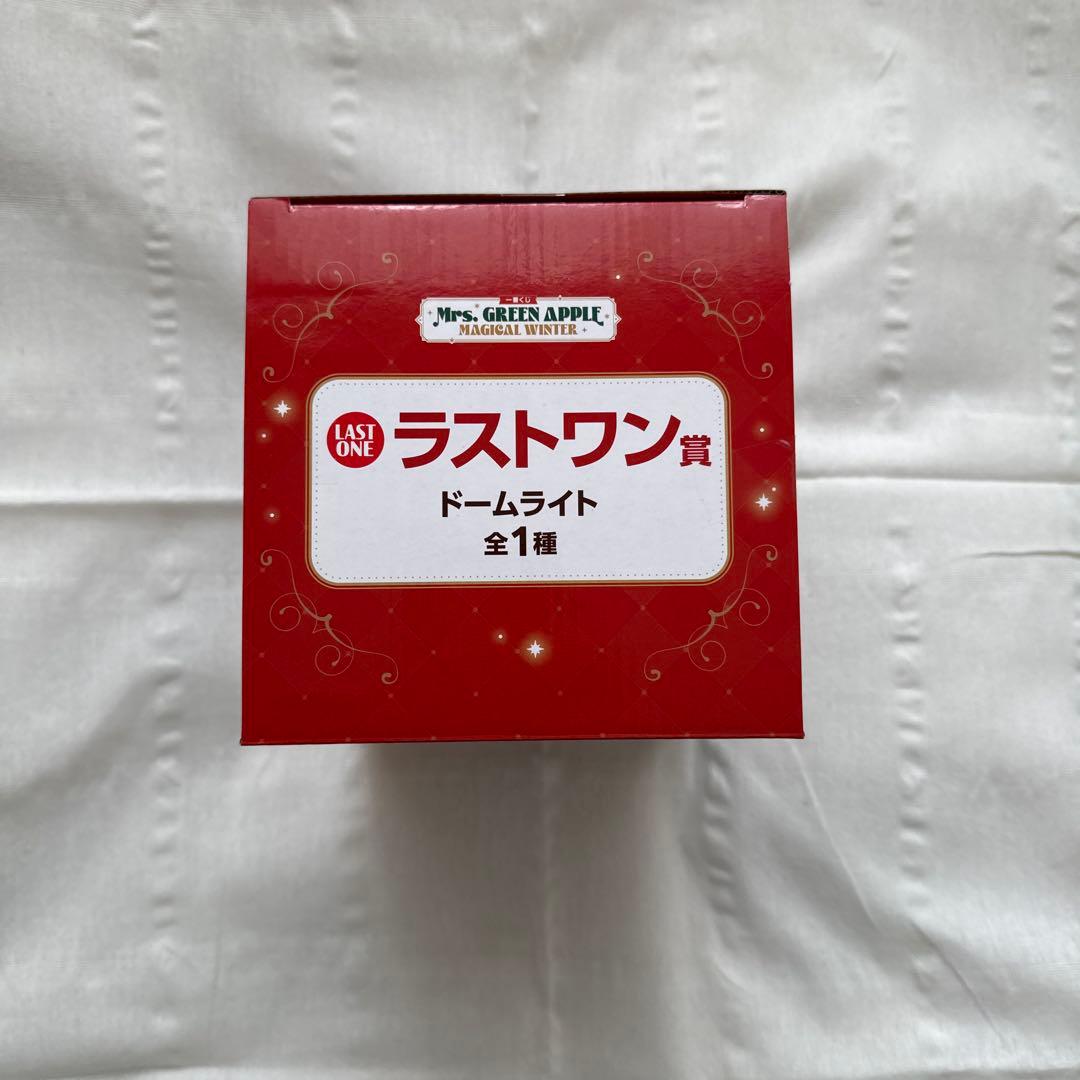 一番くじ
Mrs. GREEN APPLE
MAGICAL WINTER
LAST
ONE
ラストワン賞
ドームライト
全1種